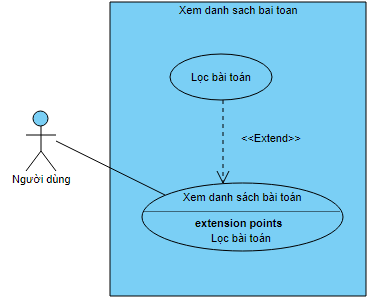 Xem danh sach bai toan
Lọc bài toán
<<Extend>>
Người dùng
Xem danh sách bài toán
extension points
Lọc bài toán